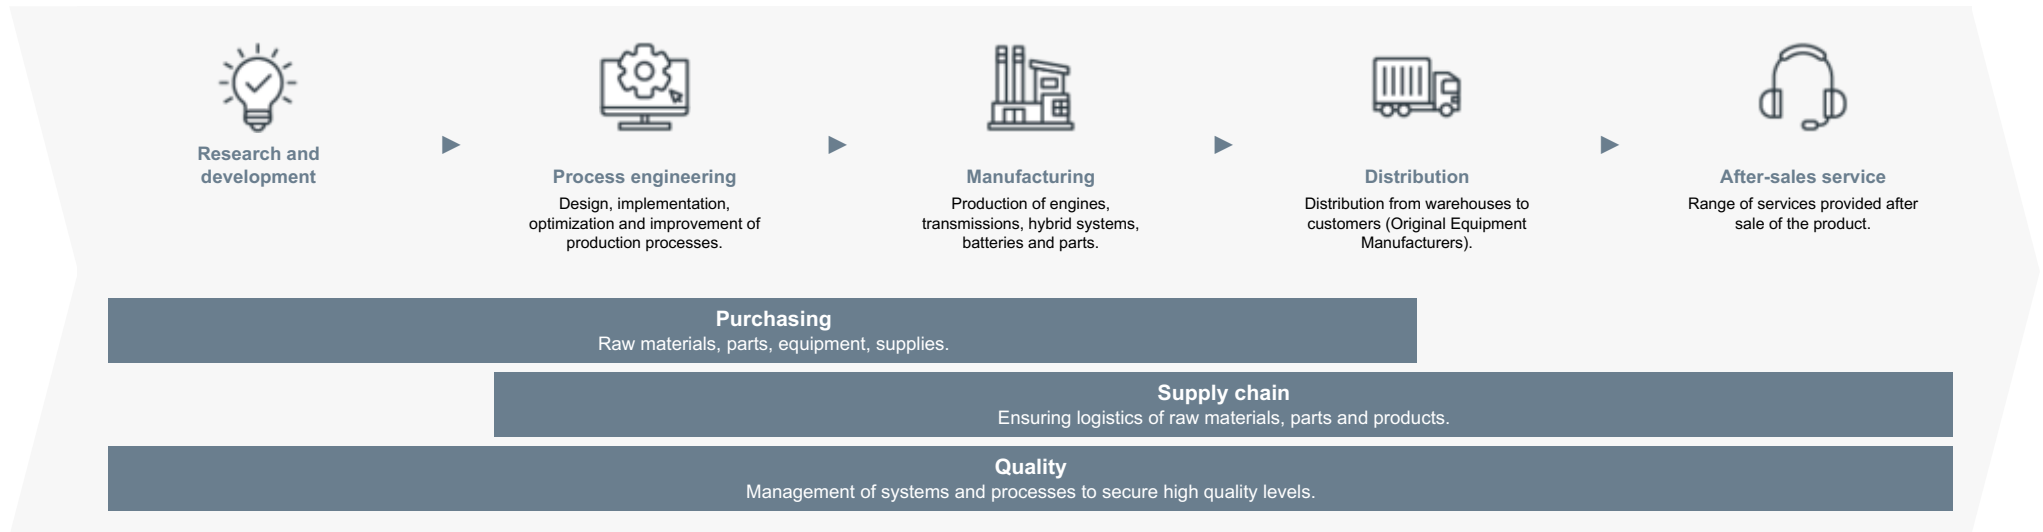 Research and
development
Process engineering
Design, implementation,
optimization and improvement of
production processes.
Manufacturing
Production of engines,
transmissions, hybrid systems,
batteries and parts.
Distribution
Distribution from warehouses to
customers (Original Equipment
Manufacturers).
After-sales service
Range of services provided after
sale of the product.
Purchasing
Raw materials, parts, equipment, supplies.
Supply chain
Ensuring logistics of raw materials, parts and products.
Quality
Management of systems and processes to secure high quality levels.